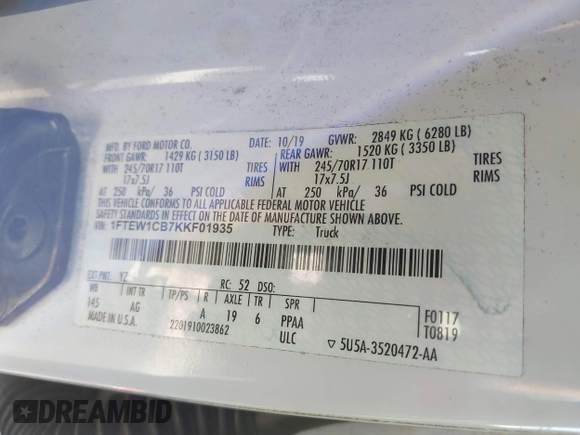 MFD. BY FORD MOTOR CO.
DATE: 10/19 GVWR: 2849 KG ( 6280 LB)
FRONT GAWR: 1429 KG ( 3150 LB) REAR GAWR: 1520 KG ( 3350 LB)
WITH 245/70R17 110T TIRES WITH 245/70R17 110T TIRES
17x7.5J RIMS 17x7.5J RIMS
AT 250 kPa/ 36 PSI COLD AT 250 kPa/ 36 PSI COLD
THIS VEHICLE CONFORMS TO ALL APPLICABLE FEDERAL MOTOR VEHICLE
SAFETY STANDARDS IN EFFECT ON THE DATE OF MANUFACTURE SHOWN ABOVE.
VIN: 1FTEW1CB7KKF01935 TYPE: Truck
EXT PNT: YZ RC: 52 DSO:
WB INT TR TP/PS R AXLE TR SPR
145 AG A 19 6 PPAA F0117
MADE IN U.S.A. 2201910023862 ULC T0819
▽ 5U5A-3520472-AA
DREAMBID